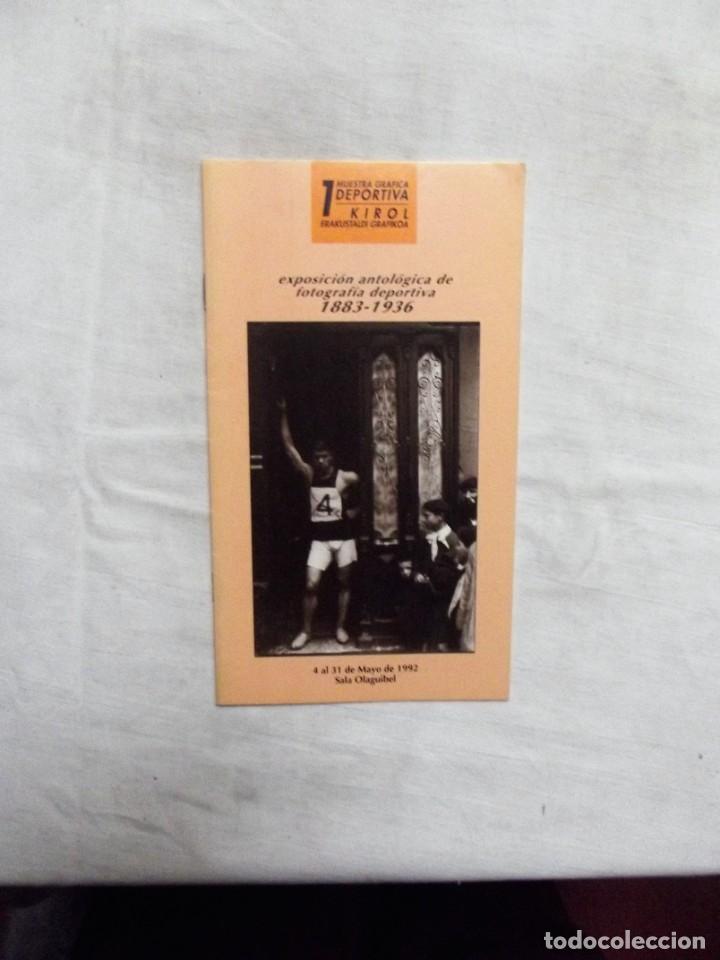 1 MUESTRA GRAFICA
DEPORTIVA
KIROL
ERAKUSTALDI GRAFIKOA
exposición antológica de
fotografía deportiva
1883-1936
4
4 al 31 de Mayo de 1992
Sala Olaguibel
todocoleccion